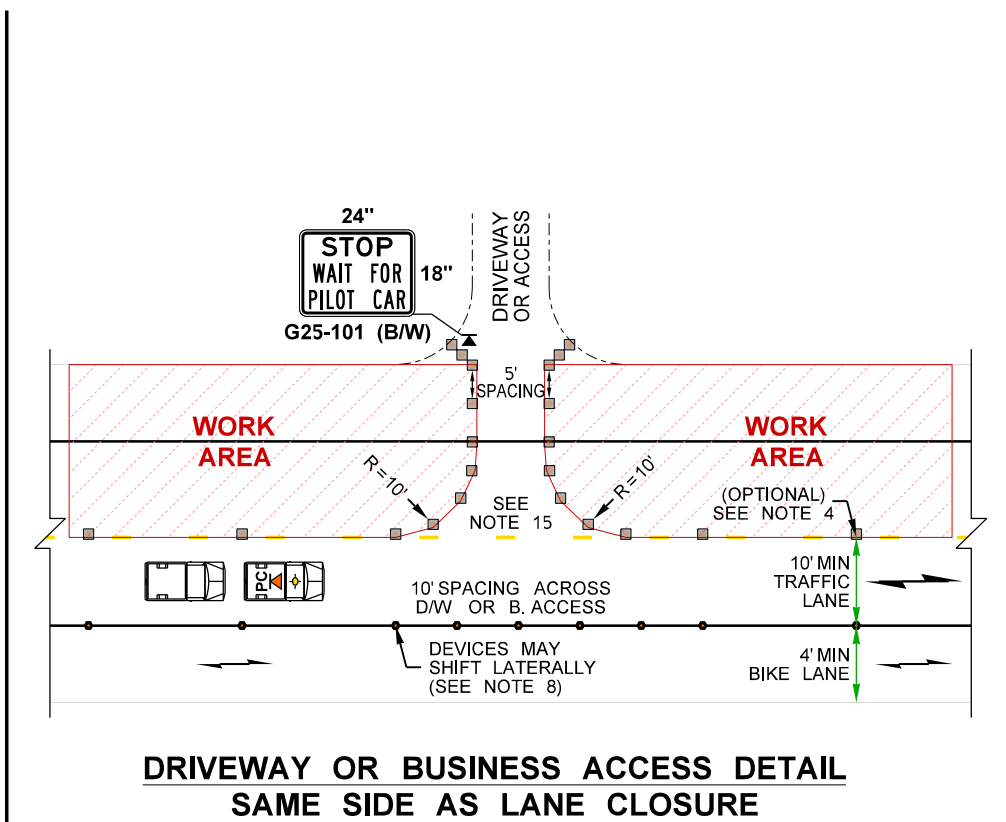 24"
STOP
WAIT FOR
PILOT CAR
18"
G25-101 (B/W)
DRIVEWAY
OR ACCESS
5'
SPACING
WORK
AREA
WORK
AREA
R=10'
R=10'
SEE
NOTE 15
(OPTIONAL)
SEE NOTE 4
PC
10' SPACING ACROSS
D/W OR B. ACCESS
10' MIN
TRAFFIC
LANE
DEVICES MAY
SHIFT LATERALLY
(SEE NOTE 8)
4' MIN
BIKE LANE
DRIVEWAY OR BUSINESS ACCESS DETAIL
SAME SIDE AS LANE CLOSURE